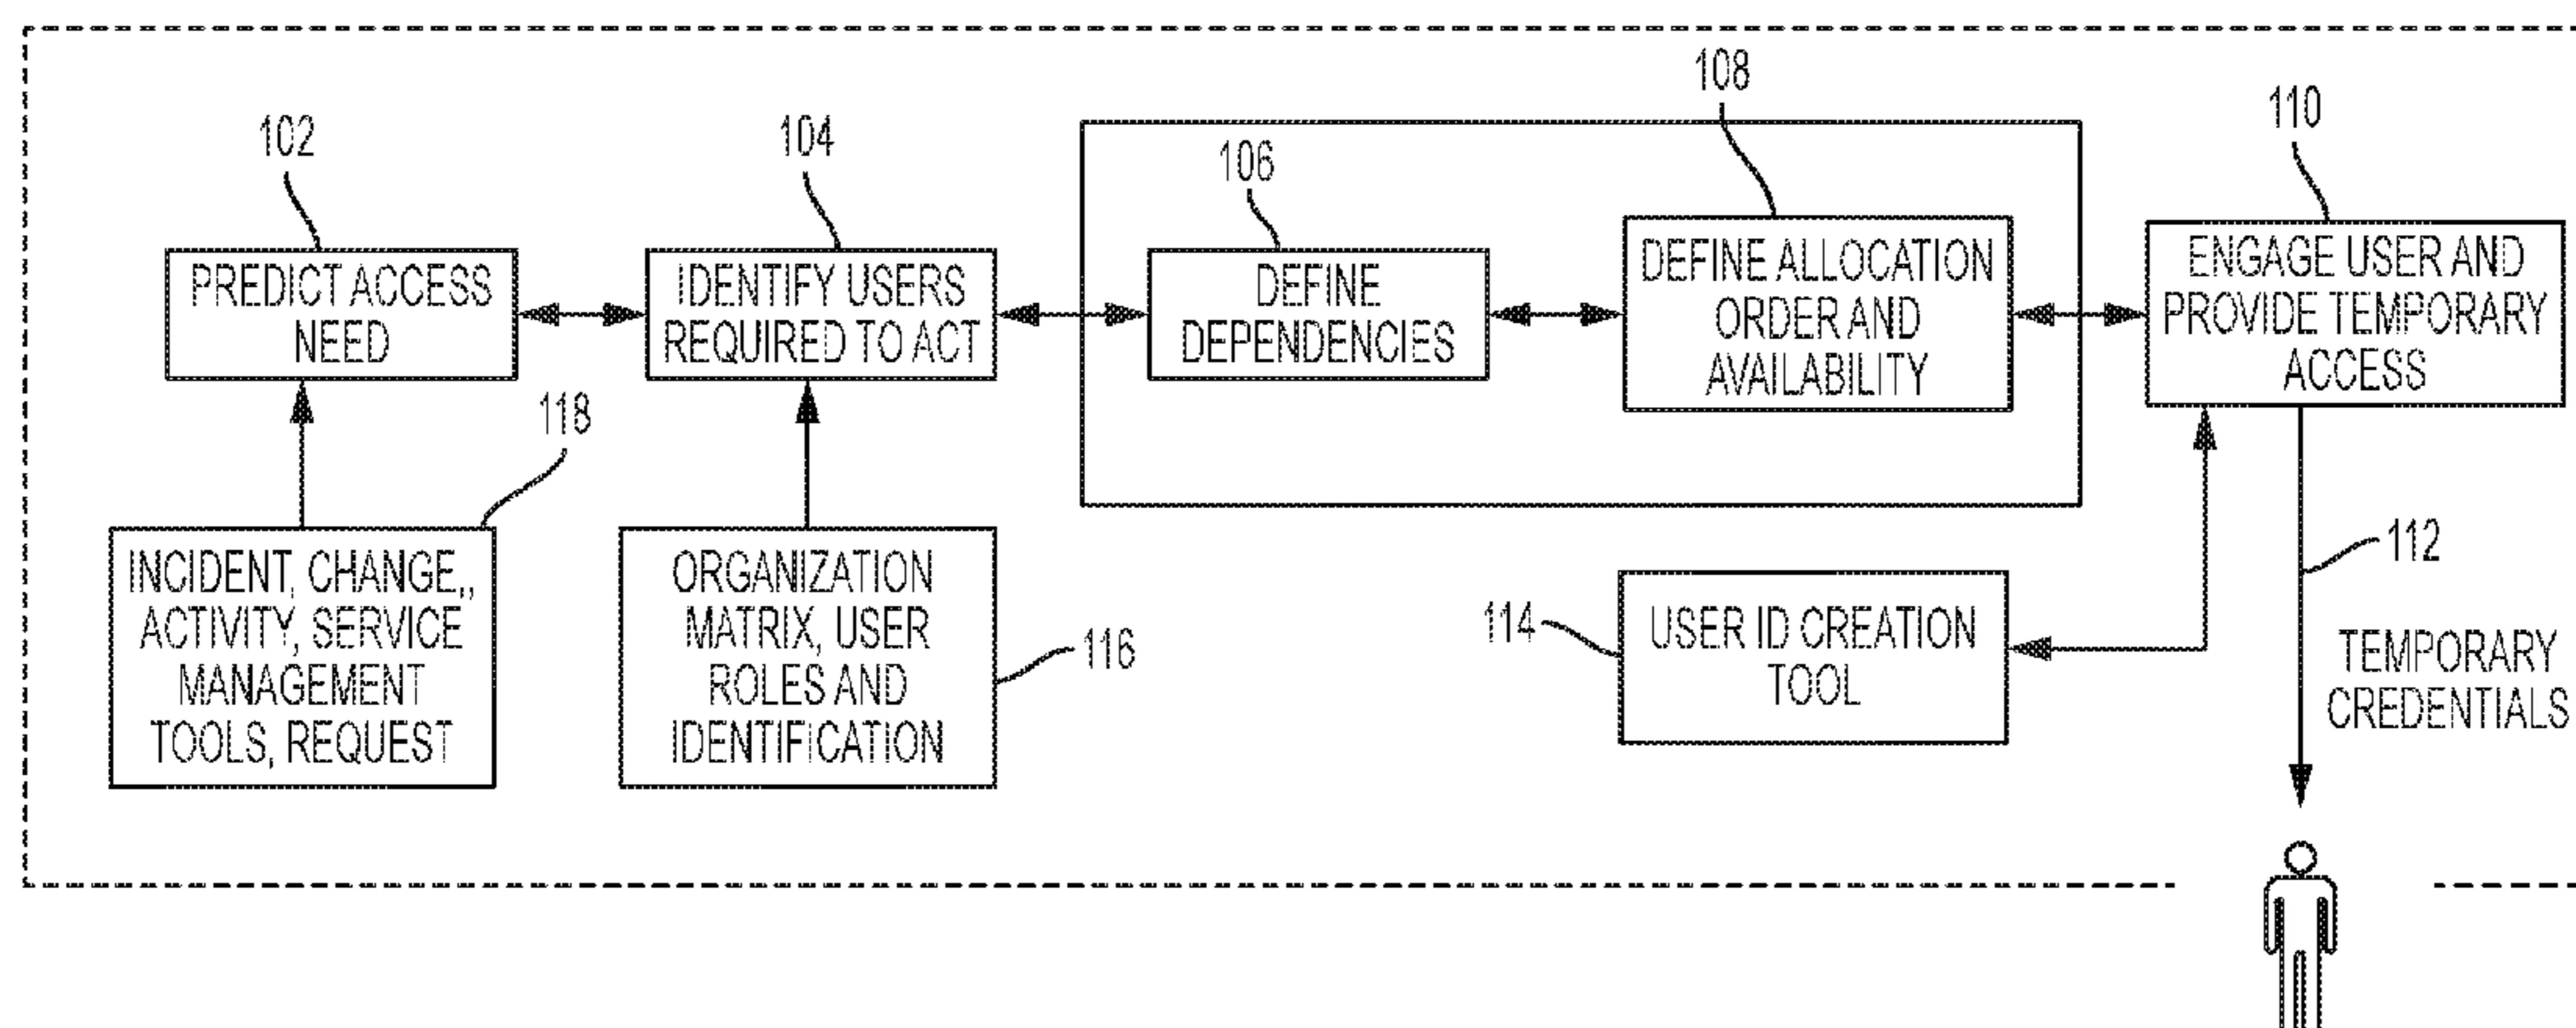 108
102
104
106
110
PREDICT ACCESS
NEED
IDENTIFY USERS
REQUIRED TO ACT
DEFINE
DEPENDENCIES
DEFINE ALLOCATION
ORDER AND
AVAILABILITY
ENGAGE USER AND
PROVIDE TEMPORARY
ACCESS
118
INCIDENT, CHANGE,,
ACTIVITY, SERVICE
MANAGEMENT
TOOLS, REQUEST
ORGANIZATION
MATRIX, USER
ROLES AND
IDENTIFICATION
116
114
USER ID CREATION
TOOL
112
TEMPORARY
CREDENTIALS